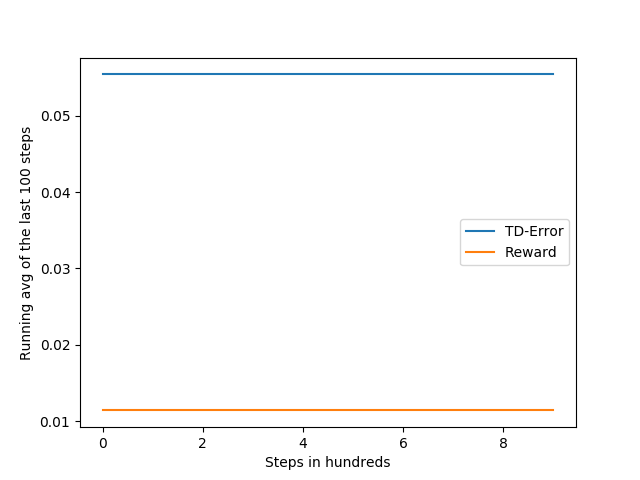 Running avg of the last 100 steps
0.05
0.04
0.03
0.02
0.01
TD-Error
Reward
0 2 4 6 8
Steps in hundreds